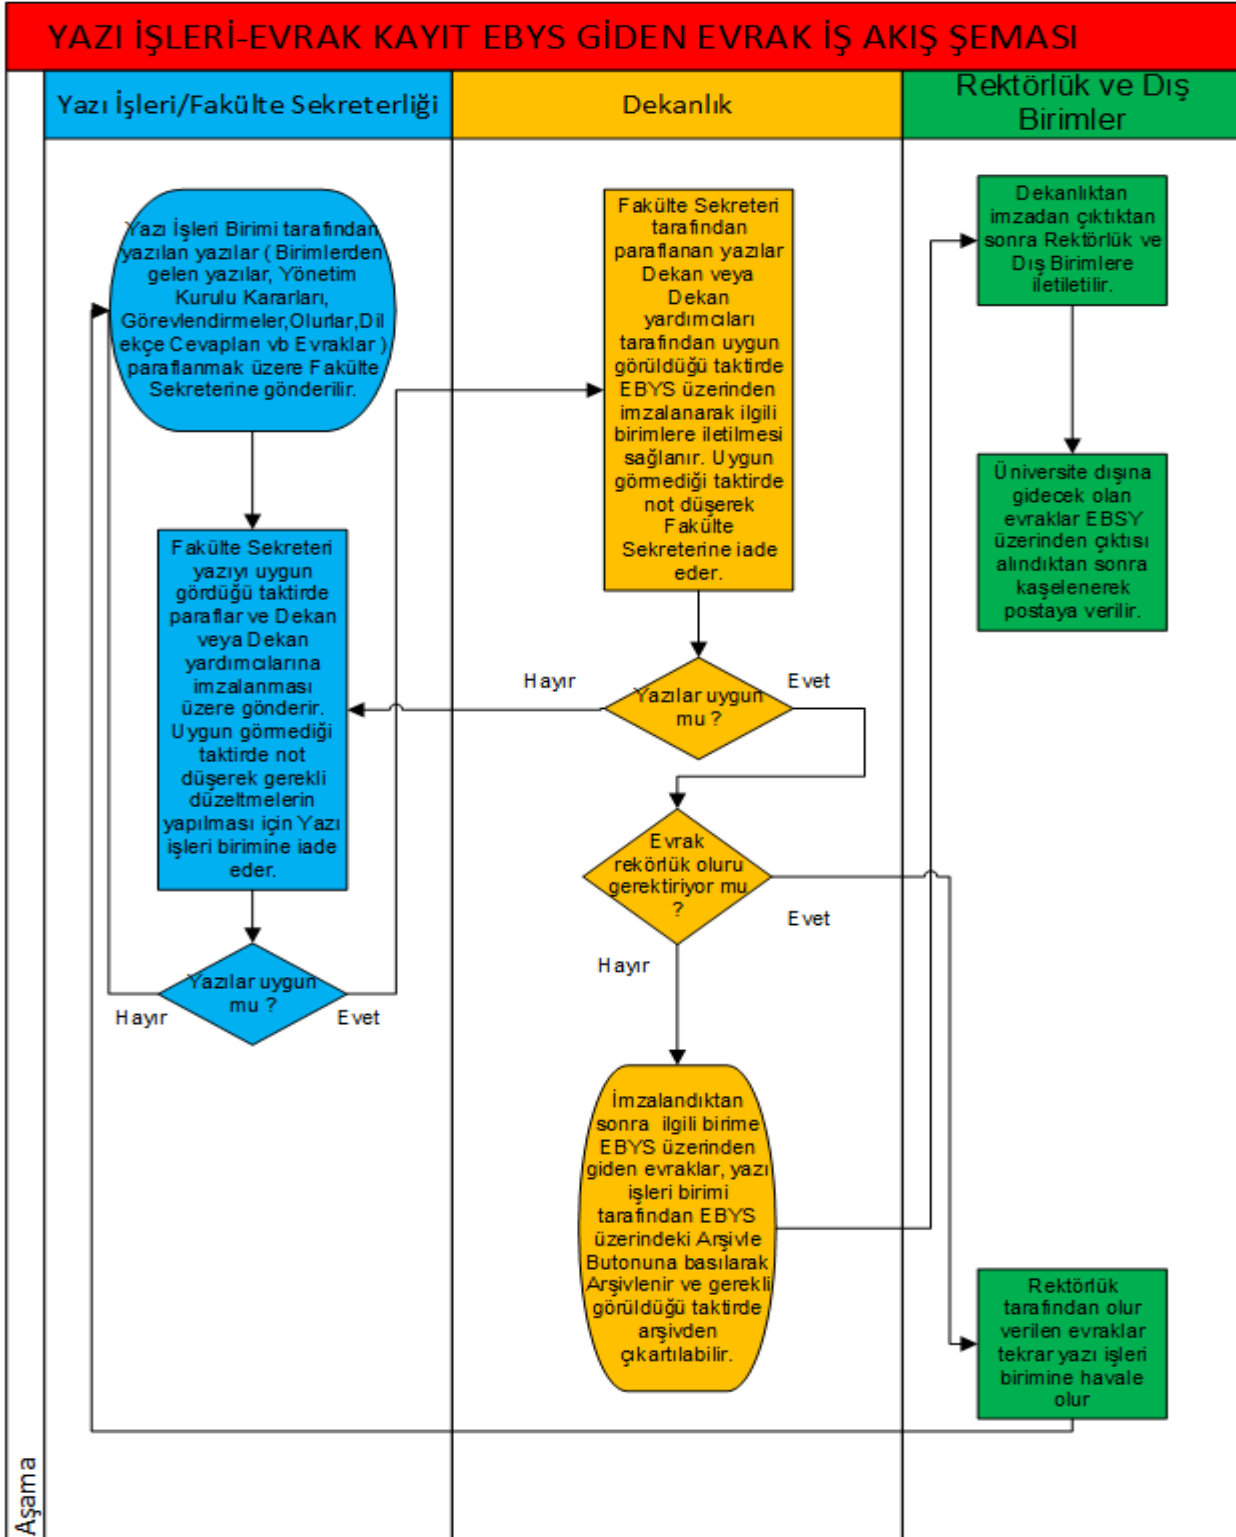 YAZI İŞLERİ-EVRAK KAYIT EBYS GİDEN EVRAK İŞ AKIŞ ŞEMASI
Yazı İşleri/Fakülte Sekreterliği
Dekanlık
Rektörlük ve Dış
Birimler
Yazı İşleri Birimi tarafından
yazılan yazılar ( Birimlerden
gelen yazılar, Yönetim
Kurulu Kararları,
Görevlendirmeler,Olurlar,Dil
ekçe Cevapları vb Evraklar )
paraflanmak üzere Fakülte
Sekreterine gönderilir.
Fakülte Sekreteri
yazıyı uygun
gördüğü taktirde
paraflar ve Dekan
veya Dekan
yardımcılarına
imzalanması
üzere gönderir.
Uygun görmediği
taktirde not
düşerek gerekli
düzeltmelerin
yapılması için Yazı
işleri birimine iade
eder.
Yazılar uygun
mu ?
Hayır
Evet
Fakülte Sekreteri
tarafından
paraflanan yazılar
Dekan veya
Dekan
yardımcıları
tarafından uygun
görüldüğü taktirde
EBYS üzerinden
imzalanarak ilgili
birimlere iletilmesi
sağlanır. Uygun
görmediği taktirde
not düşerek
Fakülte
Sekreterine iade
eder.
Hayır
Evet
Yazılar uygun
mu ?
Evrak
rekörlük oluru
gerektiriyor mu
?
Evet
Hayır
İmzalandıktan
sonra ilgili birime
EBYS üzerinden
giden evraklar, yazı
işleri birimi
tarafından EBYS
üzerindeki Arşivle
Butonuna basılarak
Arşivlenir ve gerekli
görüldüğü taktirde
arşivden
çıkartılabilir.
Dekanlıktan
imzadan çıktıktan
sonra Rektörlük ve
Dış Birimlere
iletiletilir.
Üniversite dışına
gidecek olan
evraklar EBSY
üzerinden çıktısı
alındıktan sonra
kaşelenerek
postaya verilir.
Rektörlük
tarafından olur
verilen evraklar
tekrar yazı işleri
birimine havale
olur
Aşama